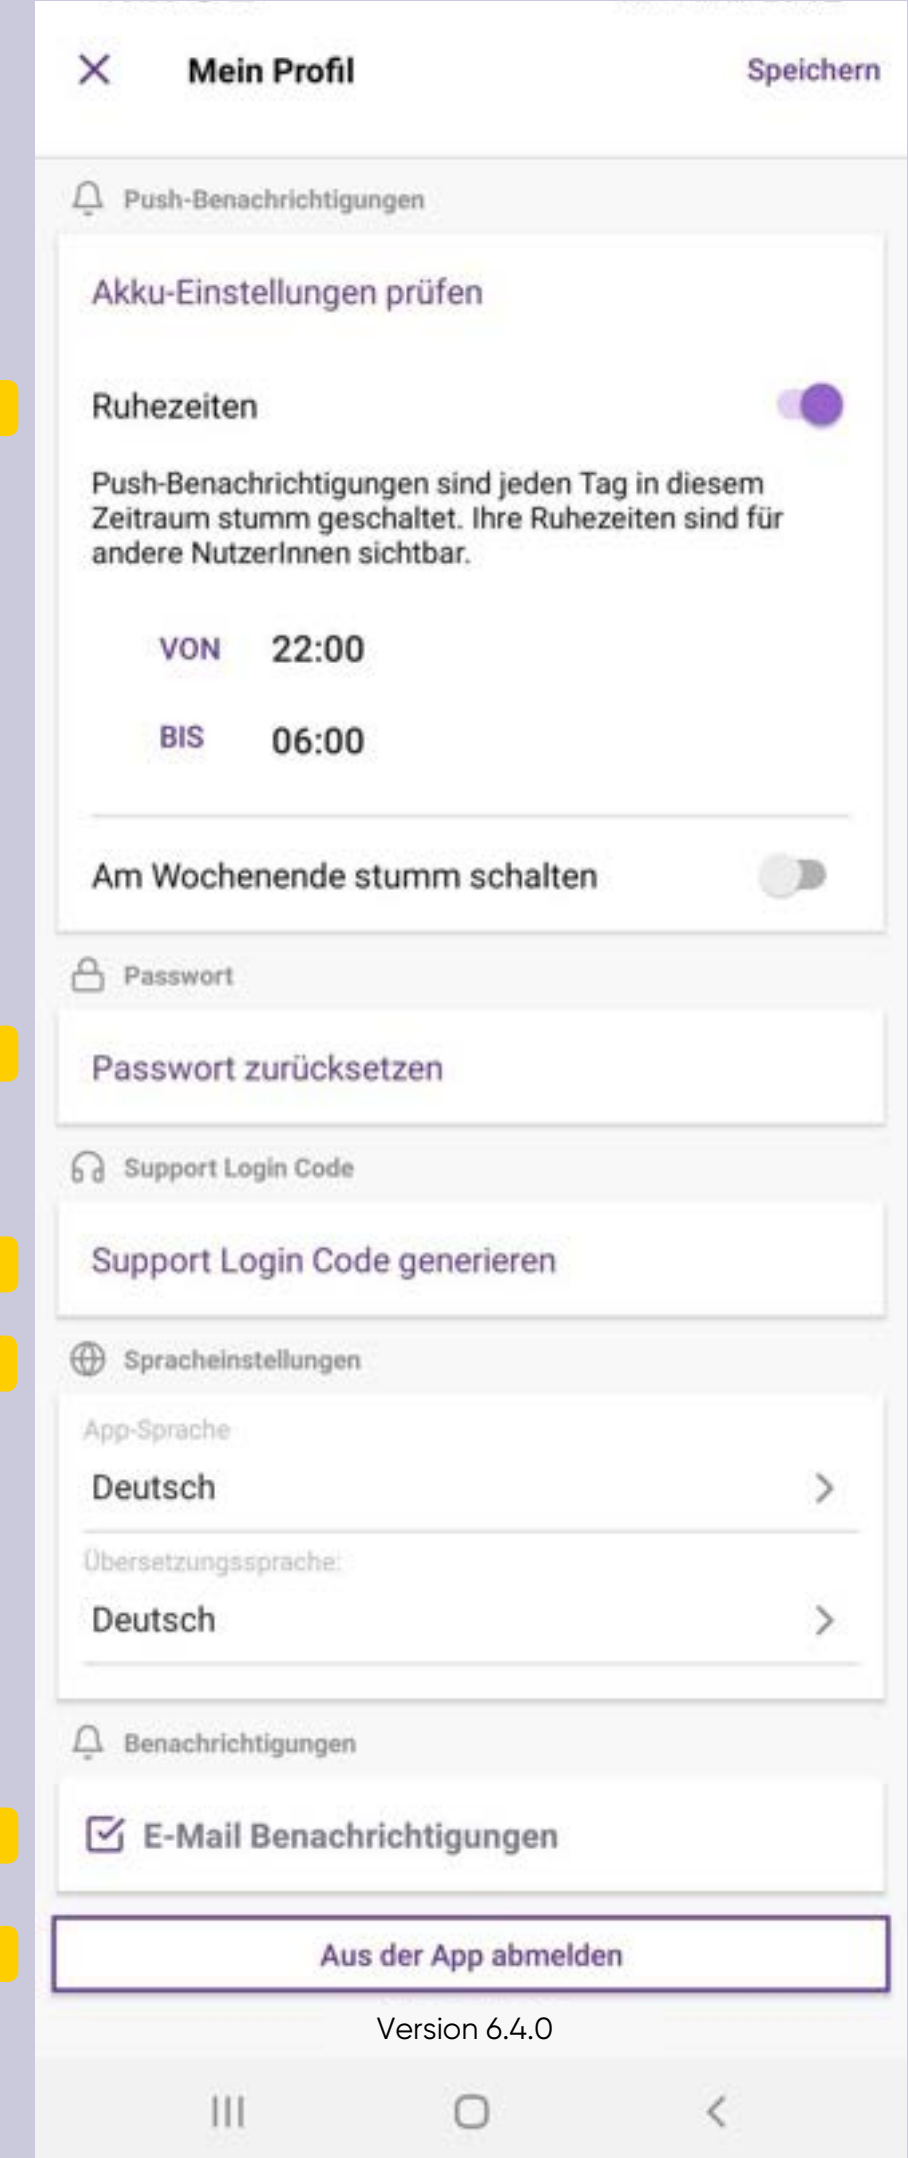 Mein Profil
Speichern
Push-Benachrichtigungen
Akku-Einstellungen prüfen
Ruhezeiten
Push-Benachrichtigungen sind jeden Tag in diesem
Zeitraum stumm geschaltet. Ihre Ruhezeiten sind für
andere NutzerInnen sichtbar.
VON 22:00
BIS 06:00
Am Wochenende stumm schalten
Passwort
Passwort zurücksetzen
Support Login Code
Support Login Code generieren
Spracheinstellungen
App-Sprache
Deutsch
Übersetzungssprache:
Deutsch
Benachrichtigungen
E-Mail Benachrichtigungen
Aus der App abmelden
Version 6.4.0